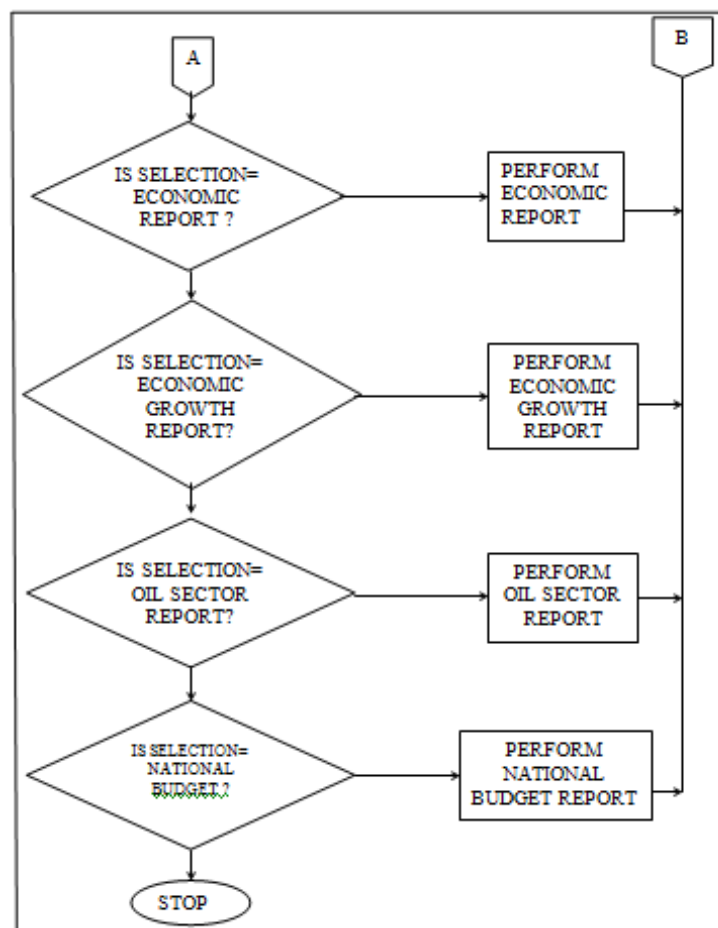 A
B
IS SELECTION=
ECONOMIC
REPORT ?
PERFORM
ECONOMIC
REPORT
IS SELECTION=
ECONOMIC
GROWTH
REPORT?
PERFORM
ECONOMIC
GROWTH
REPORT
IS SELECTION=
OIL SECTOR
REPORT?
PERFORM
OIL SECTOR
REPORT
IS SELECTION=
NATIONAL
BUDGET ?
PERFORM
NATIONAL
BUDGET REPORT
STOP